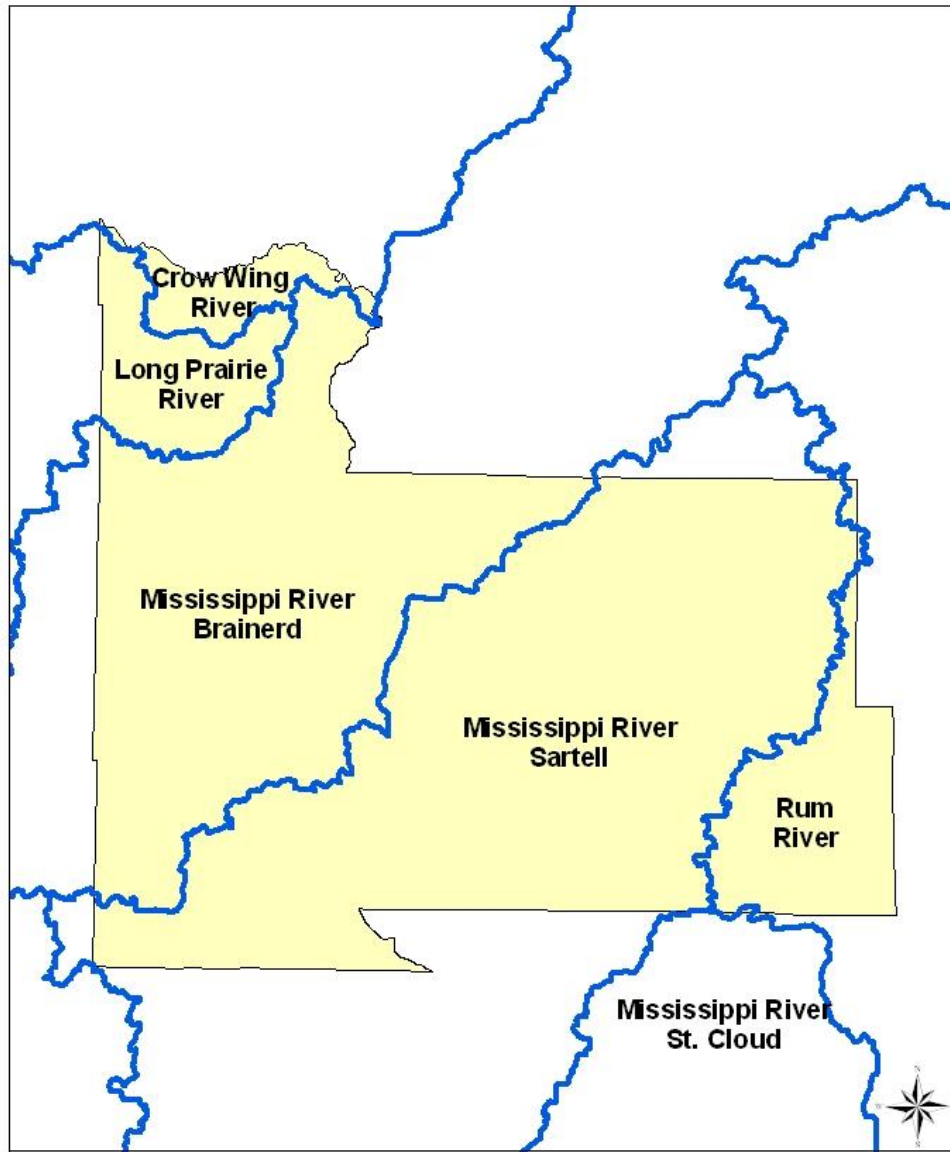 Crow Wing
River
Long Prairie
River
Mississippi River
Brainerd
Mississippi River
Sartell
Rum
River
Mississippi River
St. Cloud
N
W
S